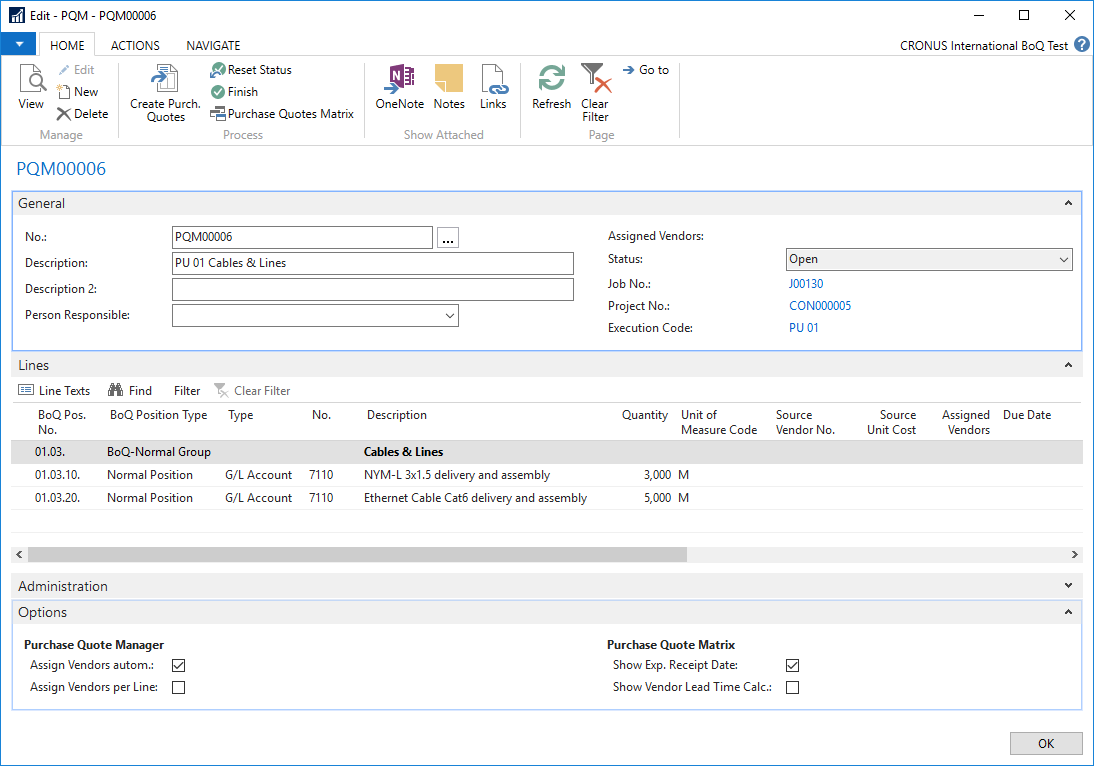 Edit - PQM - PQM00006
HOME ACTIONS NAVIGATE CRONUS International BoQ Test ?
View
Edit
New
Delete
Manage
Create Purch. Quotes
Reset Status
Finish
Purchase Quotes Matrix
Process
OneNote
Notes
Links
Show Attached
Refresh
Clear Filter
Go to
Page
PQM00006
General
No.: PQM00006 ...
Description: PU 01 Cables & Lines
Description 2:
Person Responsible:
Assigned Vendors:
Status: Open
Job No.: J00130
Project No.: CON000005
Execution Code: PU 01
Lines
Line Texts Find Filter Clear Filter
BoQ Pos. No. BoQ Position Type Type No. Description Quantity Unit of Measure Code Source Vendor No. Source Unit Cost Assigned Vendors Due Date
01.03. BoQ-Normal Group Cables & Lines
01.03.10. Normal Position G/L Account 7110 NYM-L 3x1.5 delivery and assembly 3,000 M
01.03.20. Normal Position G/L Account 7110 Ethernet Cable Cat6 delivery and assembly 5,000 M
Administration
Options
Purchase Quote Manager
Assign Vendors autom.:
Assign Vendors per Line:
Purchase Quote Matrix
Show Exp. Receipt Date:
Show Vendor Lead Time Calc.:
OK